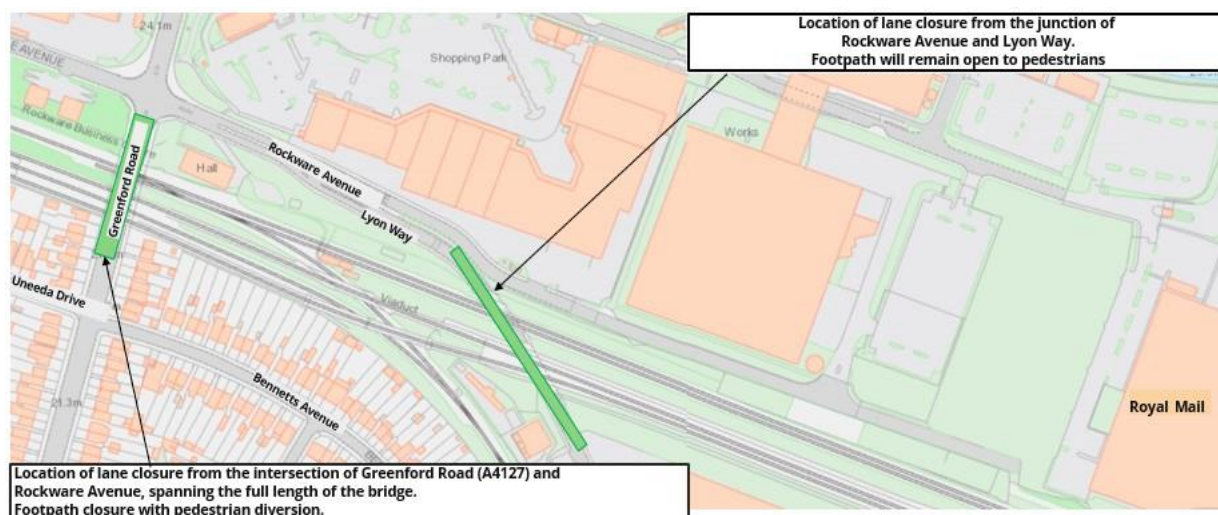 Location of lane closure from the junction of
Rockware Avenue and Lyon Way.
Footpath will remain open to pedestrians
24.1m
E AVENUE
Shopping Park
Works
Rockware Business
Greenford Road
Hall
Rockware Avenue
Lyon Way
Uneeda Drive
Viaduct
Bennetts Avenue
21.3m
Royal Mail
Location of lane closure from the intersection of Greenford Road (A4127) and
Rockware Avenue, spanning the full length of the bridge.
Footpath closure with pedestrian diversion.